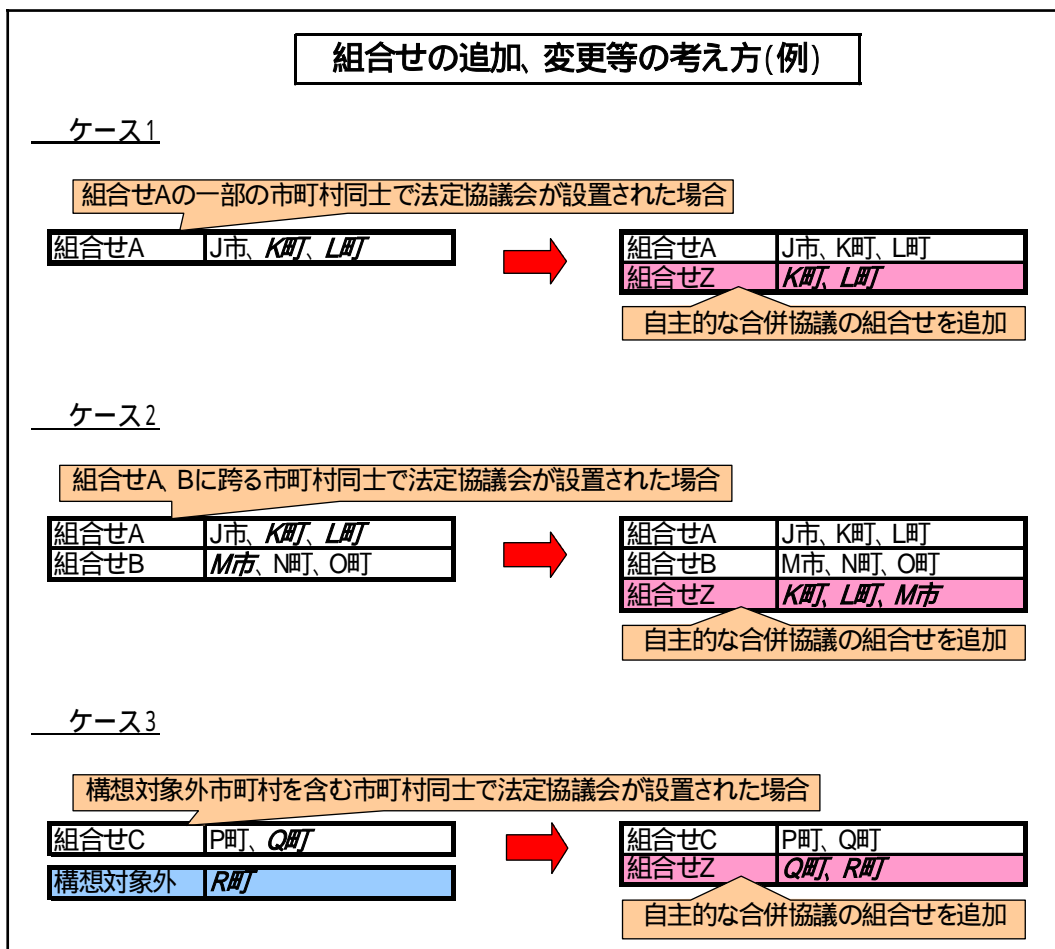 組合せの追加、変更等の考え方(例)
ケース1
組合せAの一部の市町村同士で法定協議会が設置された場合
組合せA J市、K町、L町
組合せA J市、K町、L町
組合せZ K町、L町
自主的な合併協議の組合せを追加
ケース2
組合せA、Bに跨る市町村同士で法定協議会が設置された場合
組合せA J市、K町、L町
組合せB M市、N町、O町
組合せA J市、K町、L町
組合せB M市、N町、O町
組合せZ K町、L町、M市
自主的な合併協議の組合せを追加
ケース3
構想対象外市町村を含む市町村同士で法定協議会が設置された場合
組合せC P町、Q町
構想対象外 R町
組合せC P町、Q町
組合せZ Q町、R町
自主的な合併協議の組合せを追加